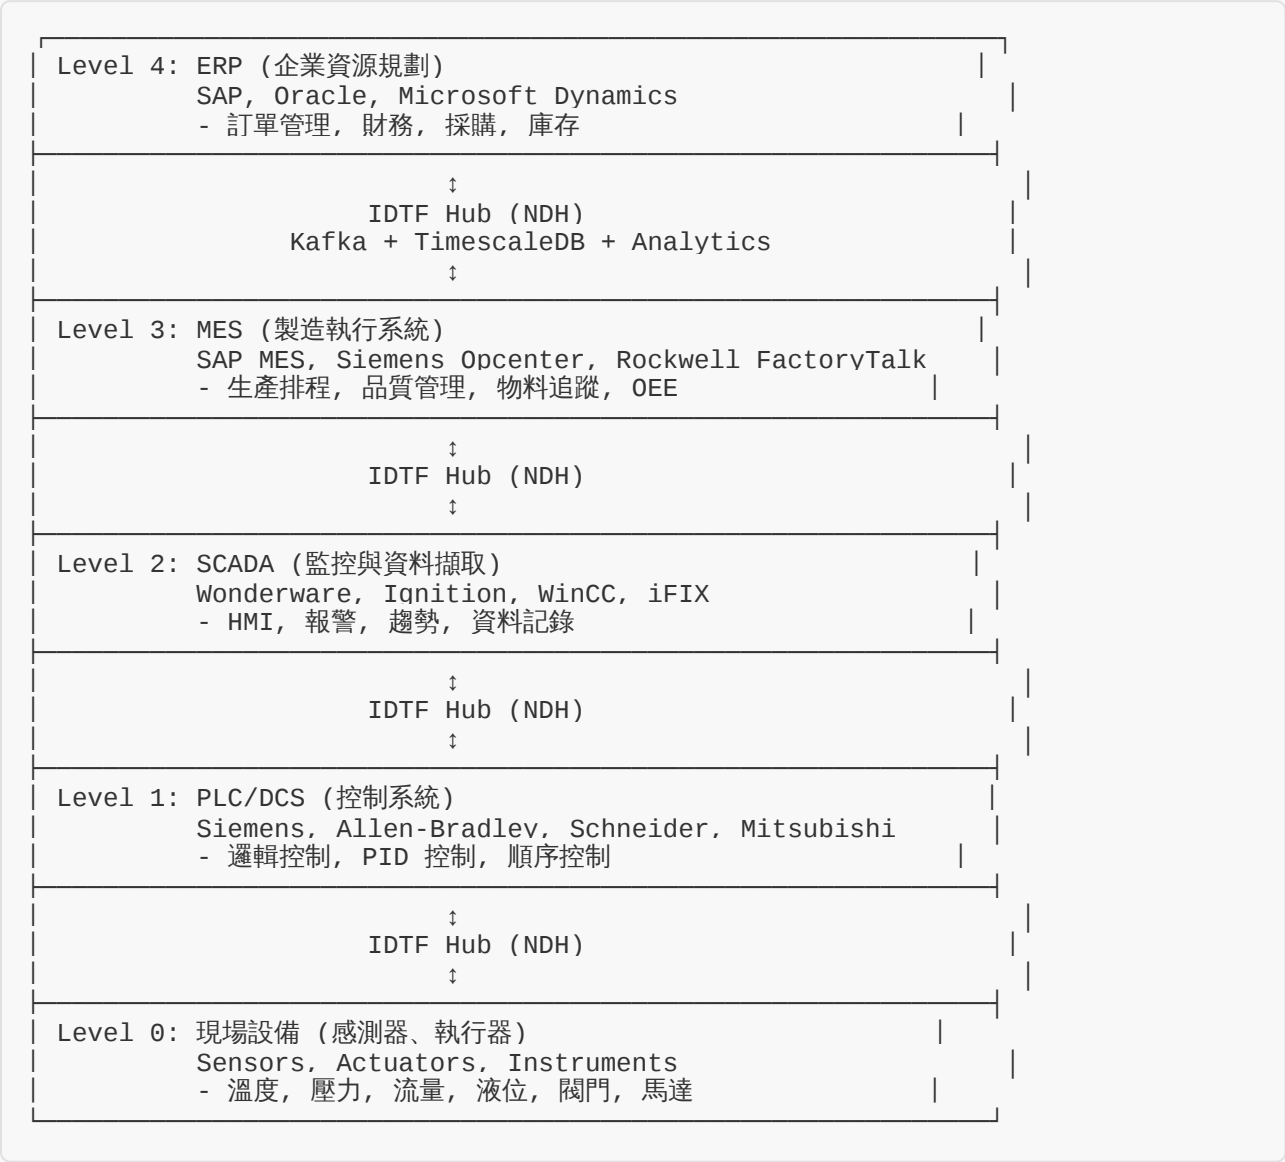 Level 4: ERP (企業資源規劃)
SAP, Oracle, Microsoft Dynamics
- 訂單管理, 財務, 採購, 庫存
↕
IDTF Hub (NDH)
Kafka + TimescaleDB + Analytics
↕
Level 3: MES (製造執行系統)
SAP MES, Siemens Opcenter, Rockwell FactoryTalk
- 生產排程, 品質管理, 物料追蹤, OEE
↕
IDTF Hub (NDH)
↕
Level 2: SCADA (監控與資料擷取)
Wonderware, Ignition, WinCC, iFIX
- HMI, 報警, 趨勢, 資料記錄
↕
IDTF Hub (NDH)
↕
Level 1: PLC/DCS (控制系統)
Siemens, Allen-Bradley, Schneider, Mitsubishi
- 邏輯控制, PID 控制, 順序控制
↕
IDTF Hub (NDH)
↕
Level 0: 現場設備 (感測器、執行器)
Sensors, Actuators, Instruments
- 溫度, 壓力, 流量, 液位, 閥門, 馬達